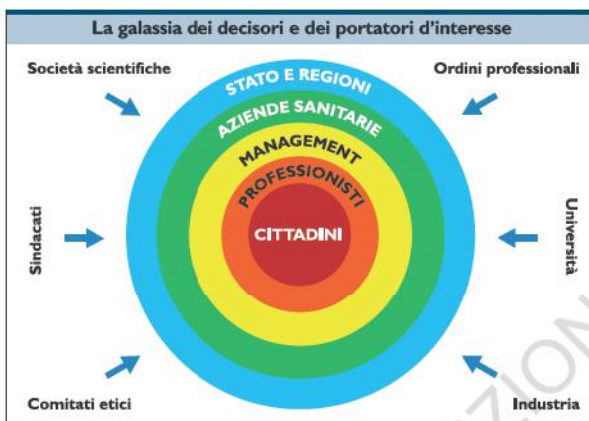 La galassia dei decisori e dei portatori d'interesse
Società scientifiche
Ordini professionali
STATO E REGIONI
AZIENDE SANITARIE
MANAGEMENT
PROFESSIONISTI
CITTADINI
Sindacati
Università
Comitati etici
Industria